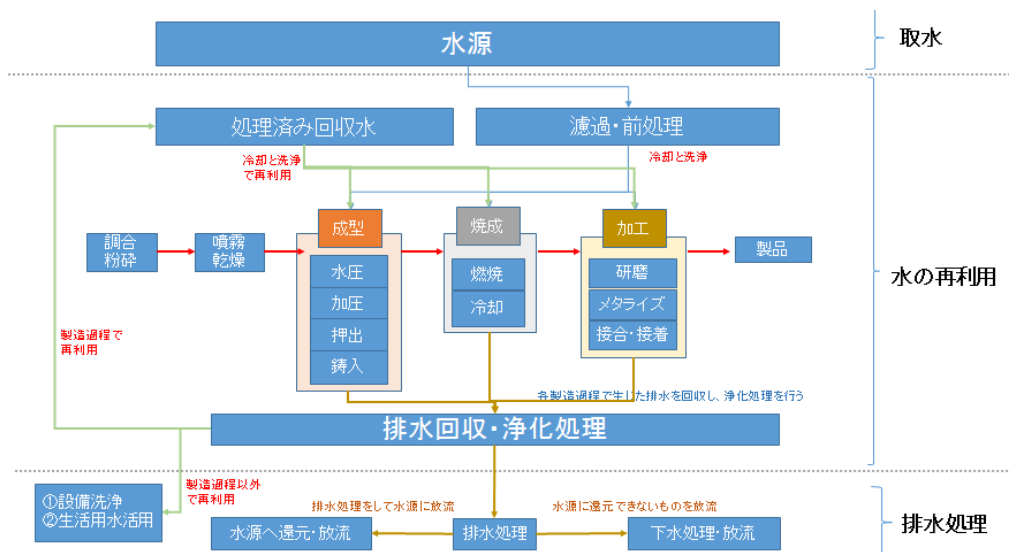 水源
取水
処理済み回収水
濾過・前処理
冷却と洗浄
で再利用
冷却と洗浄
成型
焼成
加工
調合
粉砕
噴霧
乾燥
製品
水圧
加圧
押出
鋳入
燃焼
冷却
研磨
メタライズ
接合・接着
水の再利用
製造過程で
再利用
各製造過程で生じた排水を回収し、浄化処理を行う
排水回収・浄化処理
製造過程以外
で再利用
①設備洗浄
②生活用水活用
排水処理をして水源に放流
水源に還元できないものを放流
水源へ還元・放流
排水処理
下水処理・放流
排水処理